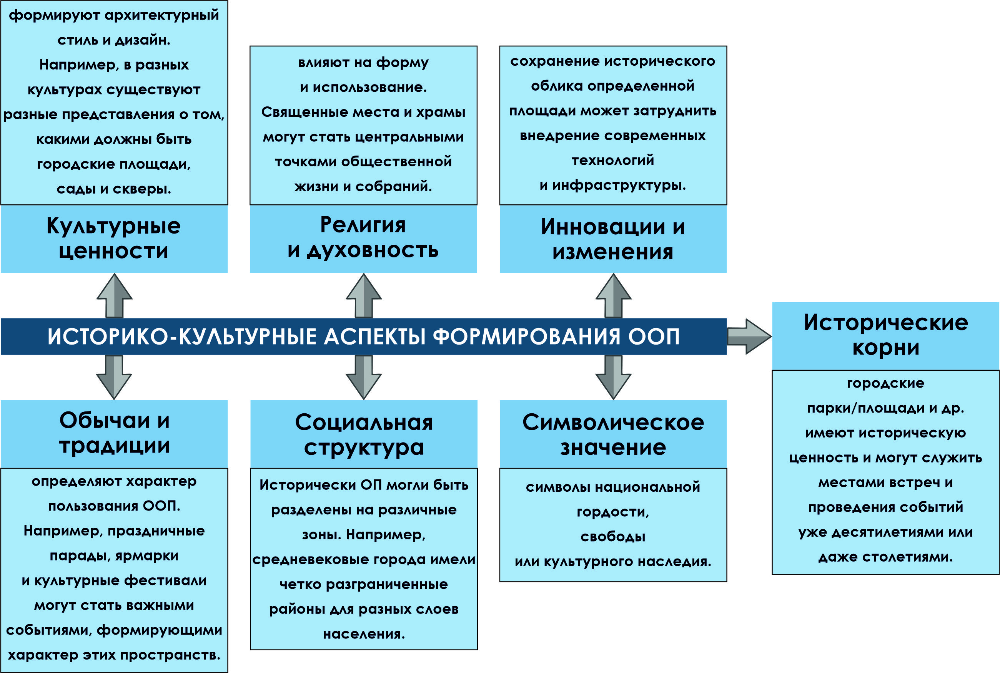 формируют архитектурный
стиль и дизайн.
Например, в разных
культурах существуют
разные представления о том,
какими должны быть
городские площади,
сады и скверы.
Культурные
ценности
влияют на форму
и использование.
Священные места и храмы
могут стать центральными
точками общественной
жизни и собраний.
Религия
и духовность
сохранение исторического
облика определенной
площади может затруднить
внедрение современных
технологий
и инфраструктуры.
Инновации и
изменения
ИСТОРИКО-КУЛЬТУРНЫЕ АСПЕКТЫ ФОРМИРОВАНИЯ ООП
Исторические
корни
городские
парки/площади и др.
имеют историческую
ценность и могут служить
местами встреч и
проведения событий
уже десятилетиями или
даже столетиями.
Обычаи и
традиции
определяют характер
пользования ООП.
Например, праздничные
парады, ярмарки
и культурные фестивали
могут стать важными
событиями, формирующими
характер этих пространств.
Социальная
структура
Исторически ОП могли быть
разделены на различные
зоны. Например,
средневековые города имели
четко разграниченные
районы для разных слоев
населения.
Символическое
значение
символы национальной
гордости,
свободы
или культурного наследия.